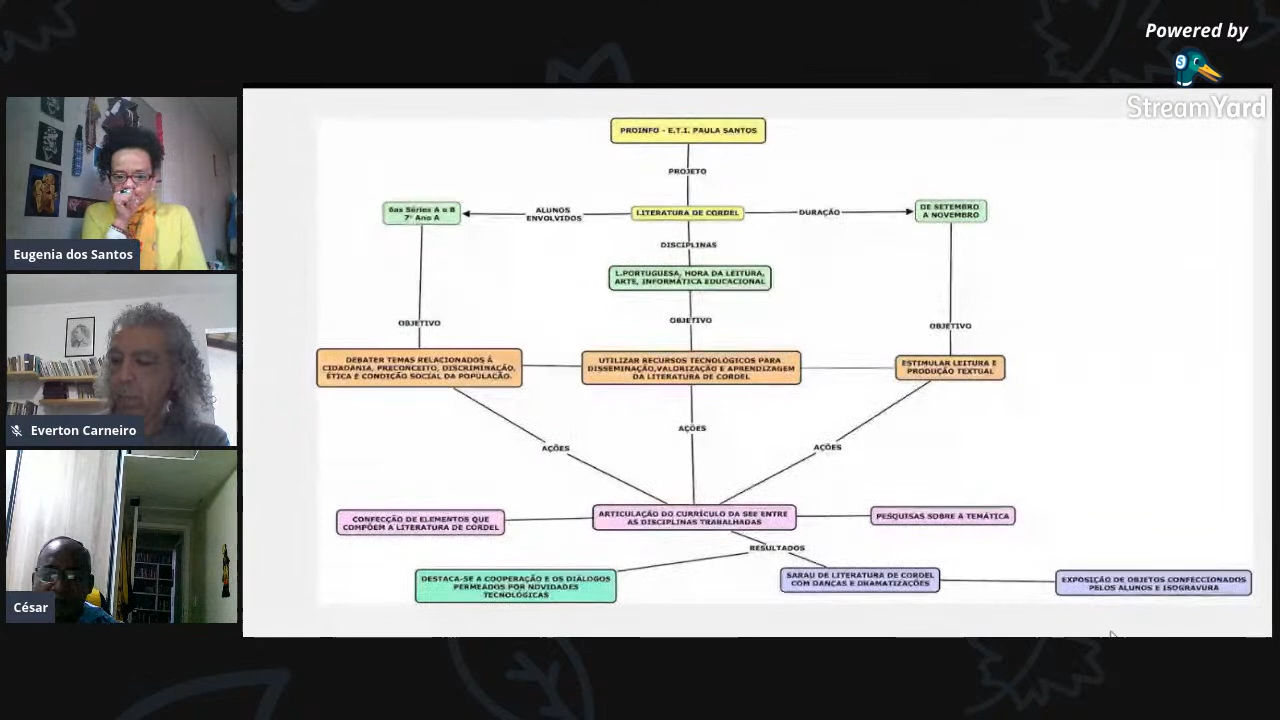 Powered by
StreamYard
Eugenia dos Santos
Everton Carneiro
César
PROINFO - E.T.I. PAULA SANTOS
PROJETO
6as Séries A e B
7° Ano A
ALUNOS
ENVOLVIDOS
LITERATURA DE CORDEL
DURAÇÃO
DE SETEMBRO
A NOVEMBRO
DISCIPLINAS
L.PORTUGUESA, HORA DA LEITURA,
ARTE, INFORMÁTICA EDUCACIONAL
OBJETIVO
OBJETIVO
OBJETIVO
DEBATER TEMAS RELACIONADOS À
CIDADANIA, PRECONCEITO, DISCRIMINAÇÃO,
ÉTICA E CONDIÇÃO SOCIAL DA POPULAÇÃO.
UTILIZAR RECURSOS TECNOLÓGICOS PARA
DISSEMINAÇÃO,VALORIZAÇÃO E APRENDIZAGEM
DA LITERATURA DE CORDEL
ESTIMULAR LEITURA E
PRODUÇÃO TEXTUAL
AÇÕES
AÇÕES
AÇÕES
CONFECÇÃO DE ELEMENTOS QUE
COMPÕEM A LITERATURA DE CORDEL
ARTICULAÇÃO DO CURRÍCULO DA SEE ENTRE
AS DISCIPLINAS TRABALHADAS
PESQUISAS SOBRE A TEMÁTICA
RESULTADOS
DESTACA-SE A COOPERAÇÃO E OS DIÁLOGOS
PERMEADOS POR NOVIDADES
TECNOLÓGICAS
SARAU DE LITERATURA DE CORDEL
COM DANÇAS E DRAMATIZAÇÕES
EXPOSIÇÃO DE OBJETOS CONFECCIONADOS
PELOS ALUNOS E ISOGRAVURA